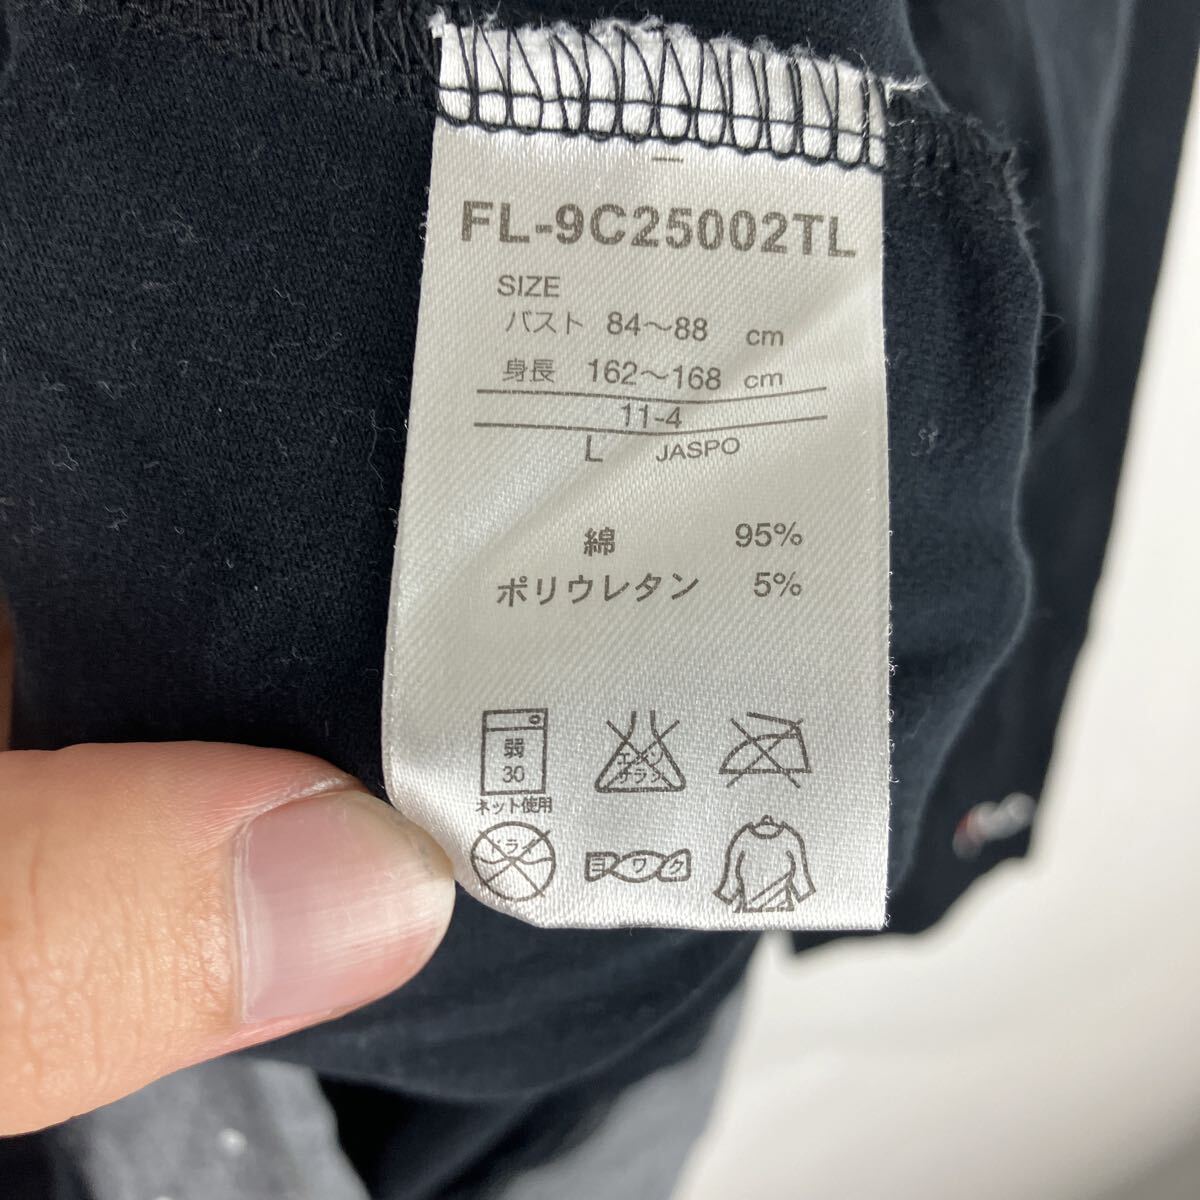 FL-9C25002TL
SIZE
バスト 84～88 cm
身長 162～168 cm
11-4
L JASPO
綿 95%
ポリウレタン 5%
弱
30
ネット使用
エンソ
サラシ
ドライ
ヨワク